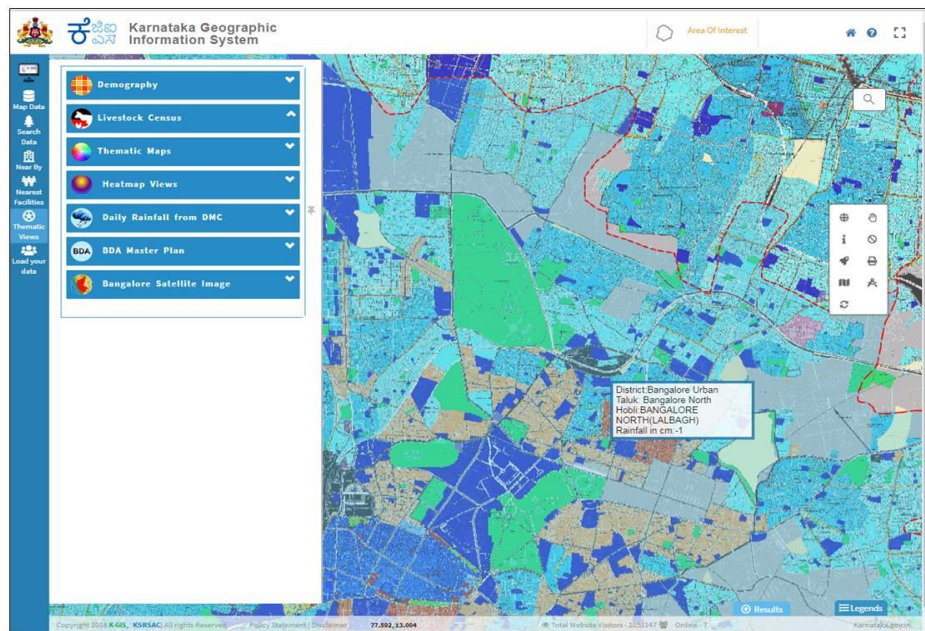 ಕ ಜಿಐ
ಎಸ
Karnataka Geographic
Information System
Area Of Interest
Map Data
Search
Data
Near By
Nearest
Facilities
Thematic
Views
Load your
data
Demography
Livestock Census
Thematic Maps
Heatmap Views
Daily Rainfall from DMC
BDA BDA Master Plan
Bangalore Satellite Image
District:Bangalore Urban
Taluk: Bangalore North
Hobli:BANGALORE
NORTH(LALBAGH)
Rainfall in cm:-1
Results
Legends
Copyright 2018 K-GIS, KSRSAC| All rights Reserved Policy Statement | Disclaimer 77.592, 13.004 Total Website Visitors - 1053147 Online - 7 Karnataka.gov.in